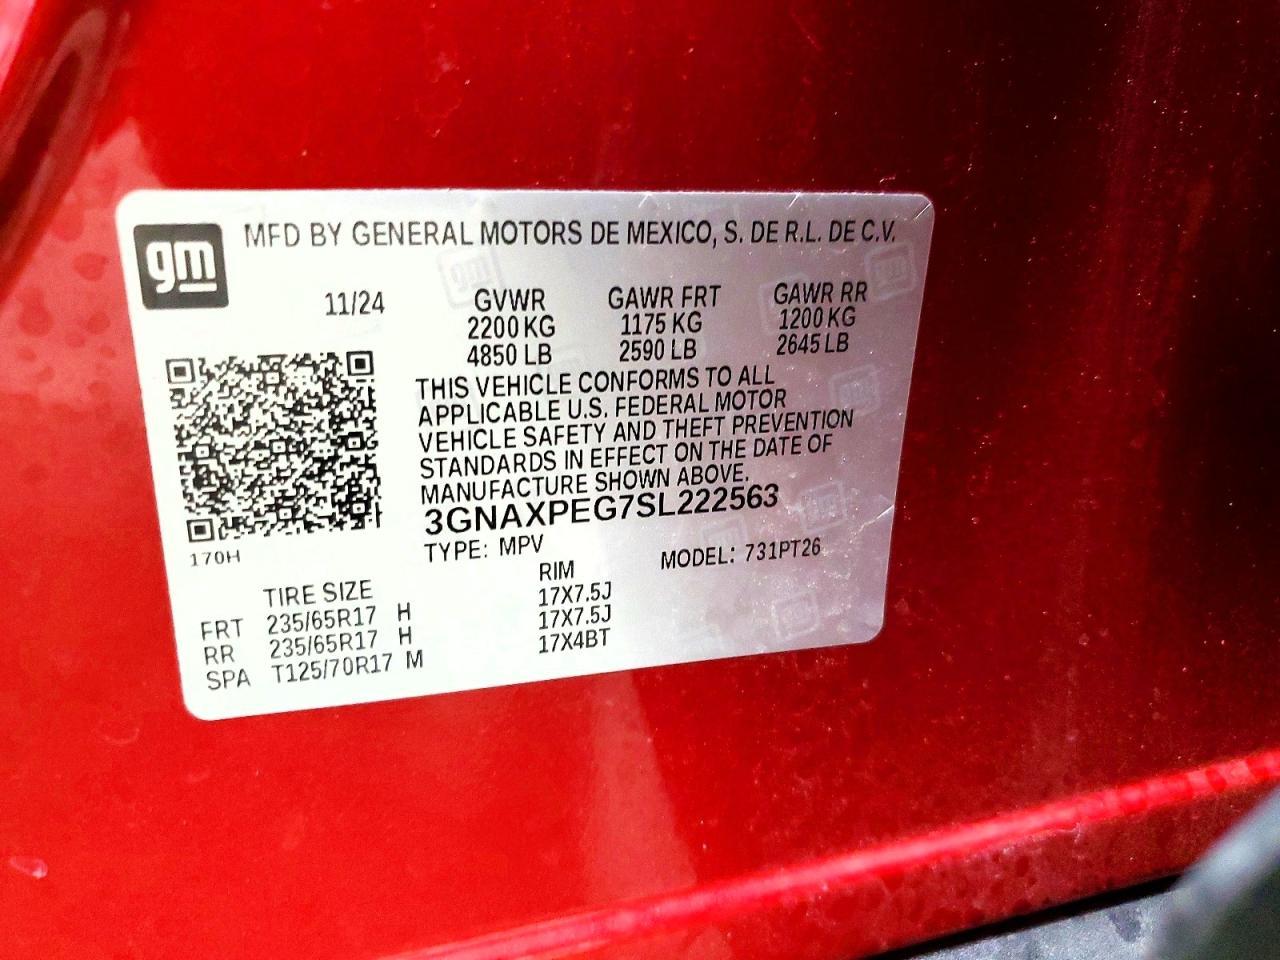 gm
MFD BY GENERAL MOTORS DE MEXICO, S. DE R.L. DE C.V.
11/24 GVWR GAWR FRT GAWR RR
2200 KG 1175 KG 1200 KG
4850 LB 2590 LB 2645 LB
THIS VEHICLE CONFORMS TO ALL
APPLICABLE U.S. FEDERAL MOTOR
VEHICLE SAFETY AND THEFT PREVENTION
STANDARDS IN EFFECT ON THE DATE OF
MANUFACTURE SHOWN ABOVE.
3GNAXPEG7SL222563
170H
TYPE: MPV MODEL: 731PT26
TIRE SIZE RIM
FRT 235/65R17 H 17X7.5J
RR 235/65R17 H 17X7.5J
SPA T125/70R17 M 17X4BT